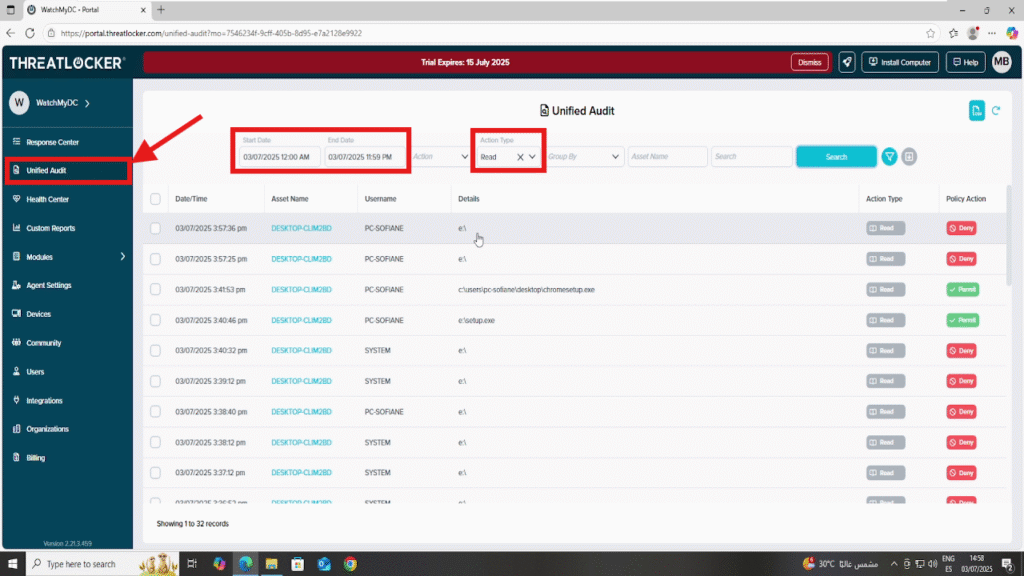 WatchMyDC - Portal
https://portal.threatlocker.com/unified-audit?mo=7546234f-9cff-405b-8d95-e7a2128e9922
THREATLOCKER
Trial Expires: 15 July 2025
Dismiss
Install Computer
Help
MB
W
WatchMyDC
Response Center
Unified Audit
Health Center
Custom Reports
Modules
Agent Settings
Devices
Community
Users
Integrations
Organizations
Billing
Version 2.21.3.459
Unified Audit
Start Date
End Date
Action Type
03/07/2025 12:00 AM
03/07/2025 11:59 PM
Action
Read
Group By
Asset Name
Search
Search
Date/Time Asset Name Username Details Action Type Policy Action
03/07/2025 3:57:36 pm DESKTOP-CLIM2BD PC-SOFIANE e:\ Read Deny
03/07/2025 3:57:25 pm DESKTOP-CLIM2BD PC-SOFIANE e:\ Read Deny
03/07/2025 3:41:53 pm DESKTOP-CLIM2BD PC-SOFIANE c:\users\pc-sofiane\desktop\chromesetup.exe Read Permit
03/07/2025 3:40:46 pm DESKTOP-CLIM2BD PC-SOFIANE e:\setup.exe Read Permit
03/07/2025 3:40:32 pm DESKTOP-CLIM2BD SYSTEM e:\ Read Deny
03/07/2025 3:39:12 pm DESKTOP-CLIM2BD SYSTEM e:\ Read Deny
03/07/2025 3:38:40 pm DESKTOP-CLIM2BD PC-SOFIANE e:\ Read Deny
03/07/2025 3:38:12 pm DESKTOP-CLIM2BD SYSTEM e:\ Read Deny
03/07/2025 3:37:12 pm DESKTOP-CLIM2BD SYSTEM e:\ Read Deny
03/07/2025 3:36:52 pm DESKTOP-CLIM2BD SYSTEM e:\ Read Deny
Showing 1 to 32 records
Type here to search
30°C مشمس غالبًا
ENG
ES
14:58
03/07/2025
2